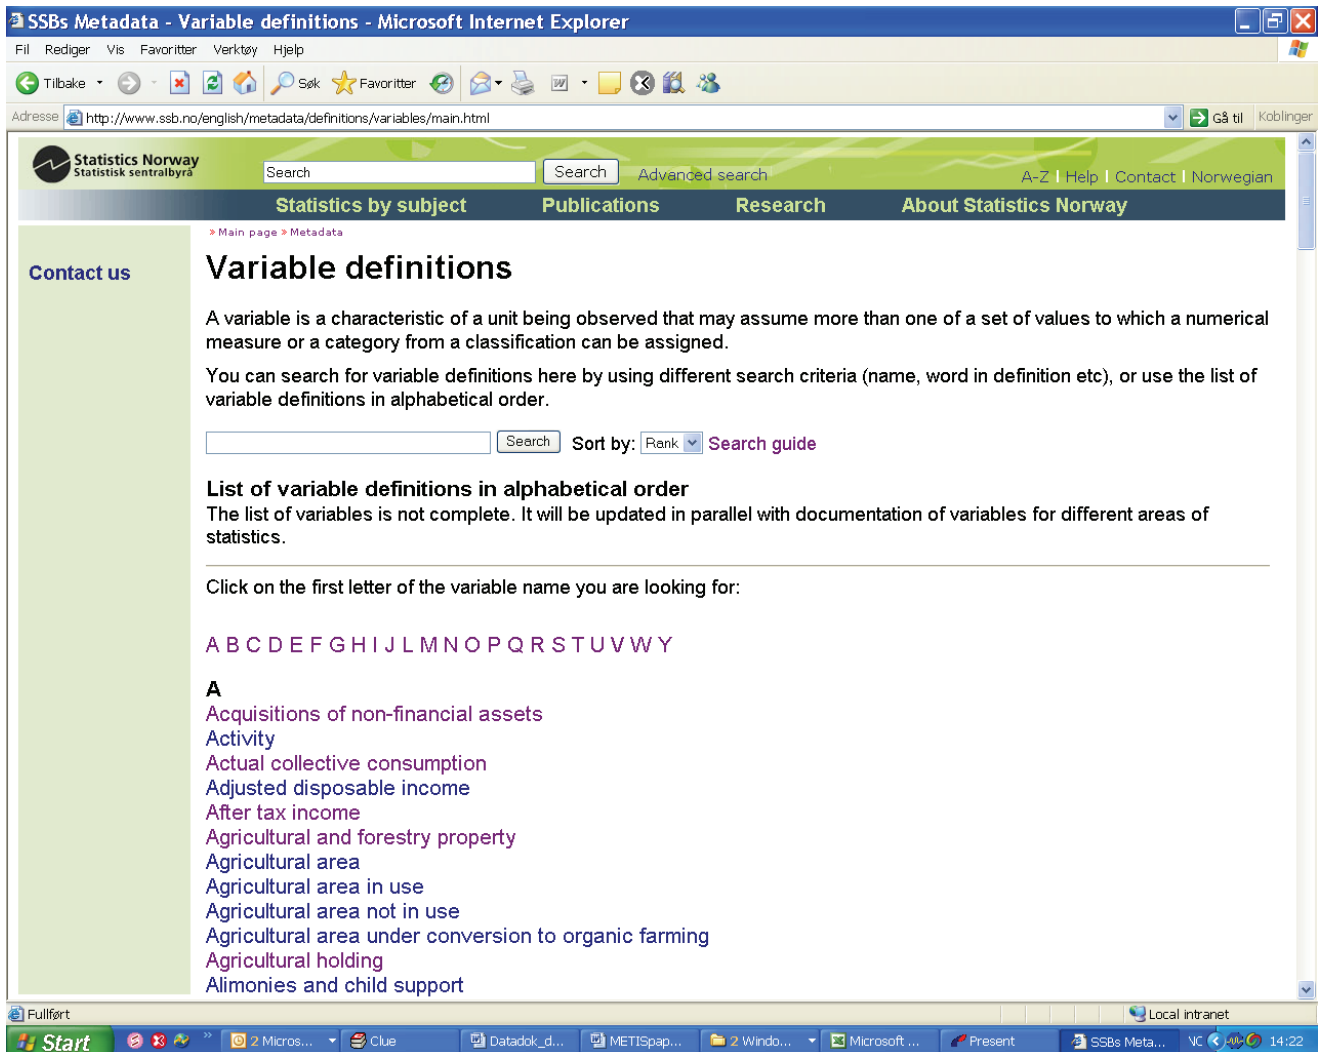 SSBs Metadata - Variable definitions - Microsoft Internet Explorer
Fil Rediger Vis Favoritter Verktøy Hjelp
Tilbake Søk Favoritter
Adresse http://www.ssb.no/english/metadata/definitions/variables/main.html Gå til Koblinger
Statistics Norway
Statistisk sentralbyrå
Search Search Advanced search A-Z | Help | Contact | Norwegian
Statistics by subject Publications Research About Statistics Norway
» Main page » Metadata
Contact us
Variable definitions
A variable is a characteristic of a unit being observed that may assume more than one of a set of values to which a numerical
measure or a category from a classification can be assigned.
You can search for variable definitions here by using different search criteria (name, word in definition etc), or use the list of
variable definitions in alphabetical order.
Search Sort by: Rank Search guide
List of variable definitions in alphabetical order
The list of variables is not complete. It will be updated in parallel with documentation of variables for different areas of
statistics.
Click on the first letter of the variable name you are looking for:
A B C D E F G H I J L M N O P Q R S T U V W Y
A
Acquisitions of non-financial assets
Activity
Actual collective consumption
Adjusted disposable income
After tax income
Agricultural and forestry property
Agricultural area
Agricultural area in use
Agricultural area not in use
Agricultural area under conversion to organic farming
Agricultural holding
Alimonies and child support
Fullført Local intranet
Start 2 Micros... Clue Datadok_d... METISpap... 2 Windo... Microsoft ... Present SSBs Meta... 14:22